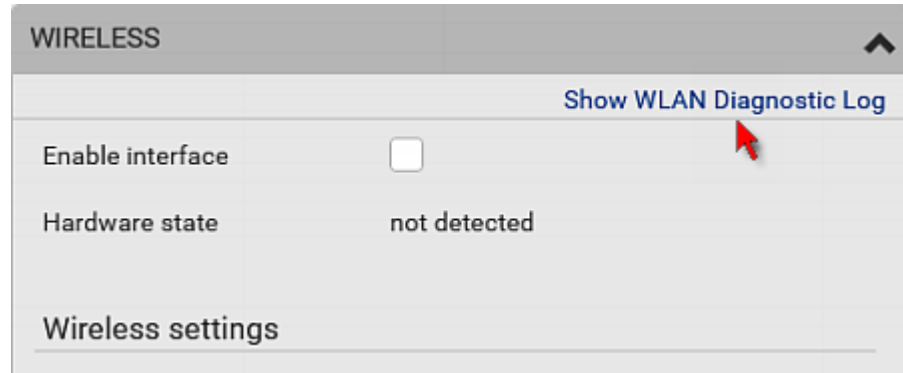 WIRELESS
Show WLAN Diagnostic Log
Enable interface
Hardware state not detected
Wireless settings